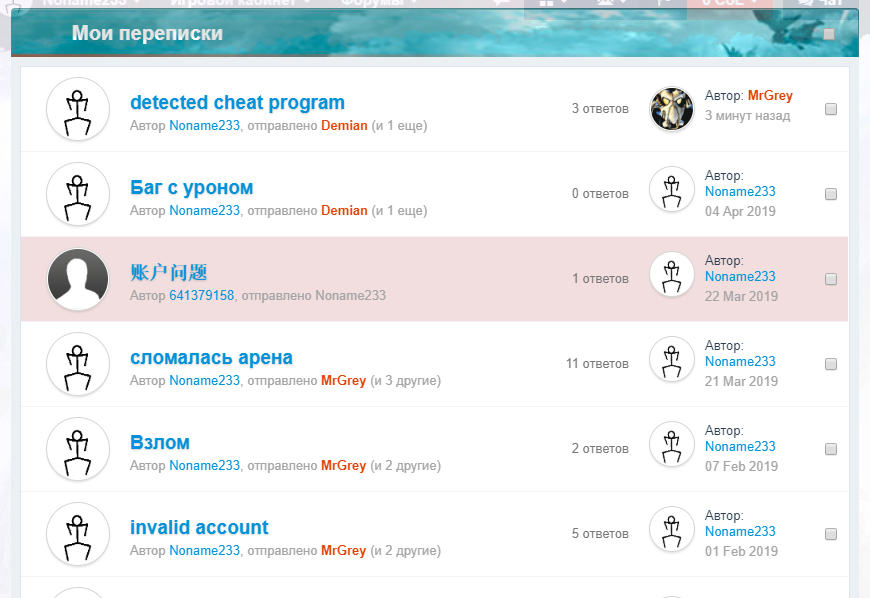 Noname233 Игровой кабинет Форумы 0 CoL Чат
Мои переписки
detected cheat program
Автор Noname233, отправлено Demian (и 1 еще)
3 ответов
Автор: MrGrey
3 минут назад
Баг с уроном
Автор Noname233, отправлено Demian (и 1 еще)
0 ответов
Автор:
Noname233
04 Apr 2019
账户问题
Автор 641379158, отправлено Noname233
1 ответов
Автор:
Noname233
22 Mar 2019
сломалась арена
Автор Noname233, отправлено MrGrey (и 3 другие)
11 ответов
Автор:
Noname233
21 Mar 2019
Взлом
Автор Noname233, отправлено MrGrey (и 2 другие)
2 ответов
Автор:
Noname233
07 Feb 2019
invalid account
Автор Noname233, отправлено MrGrey (и 2 другие)
5 ответов
Автор:
Noname233
01 Feb 2019